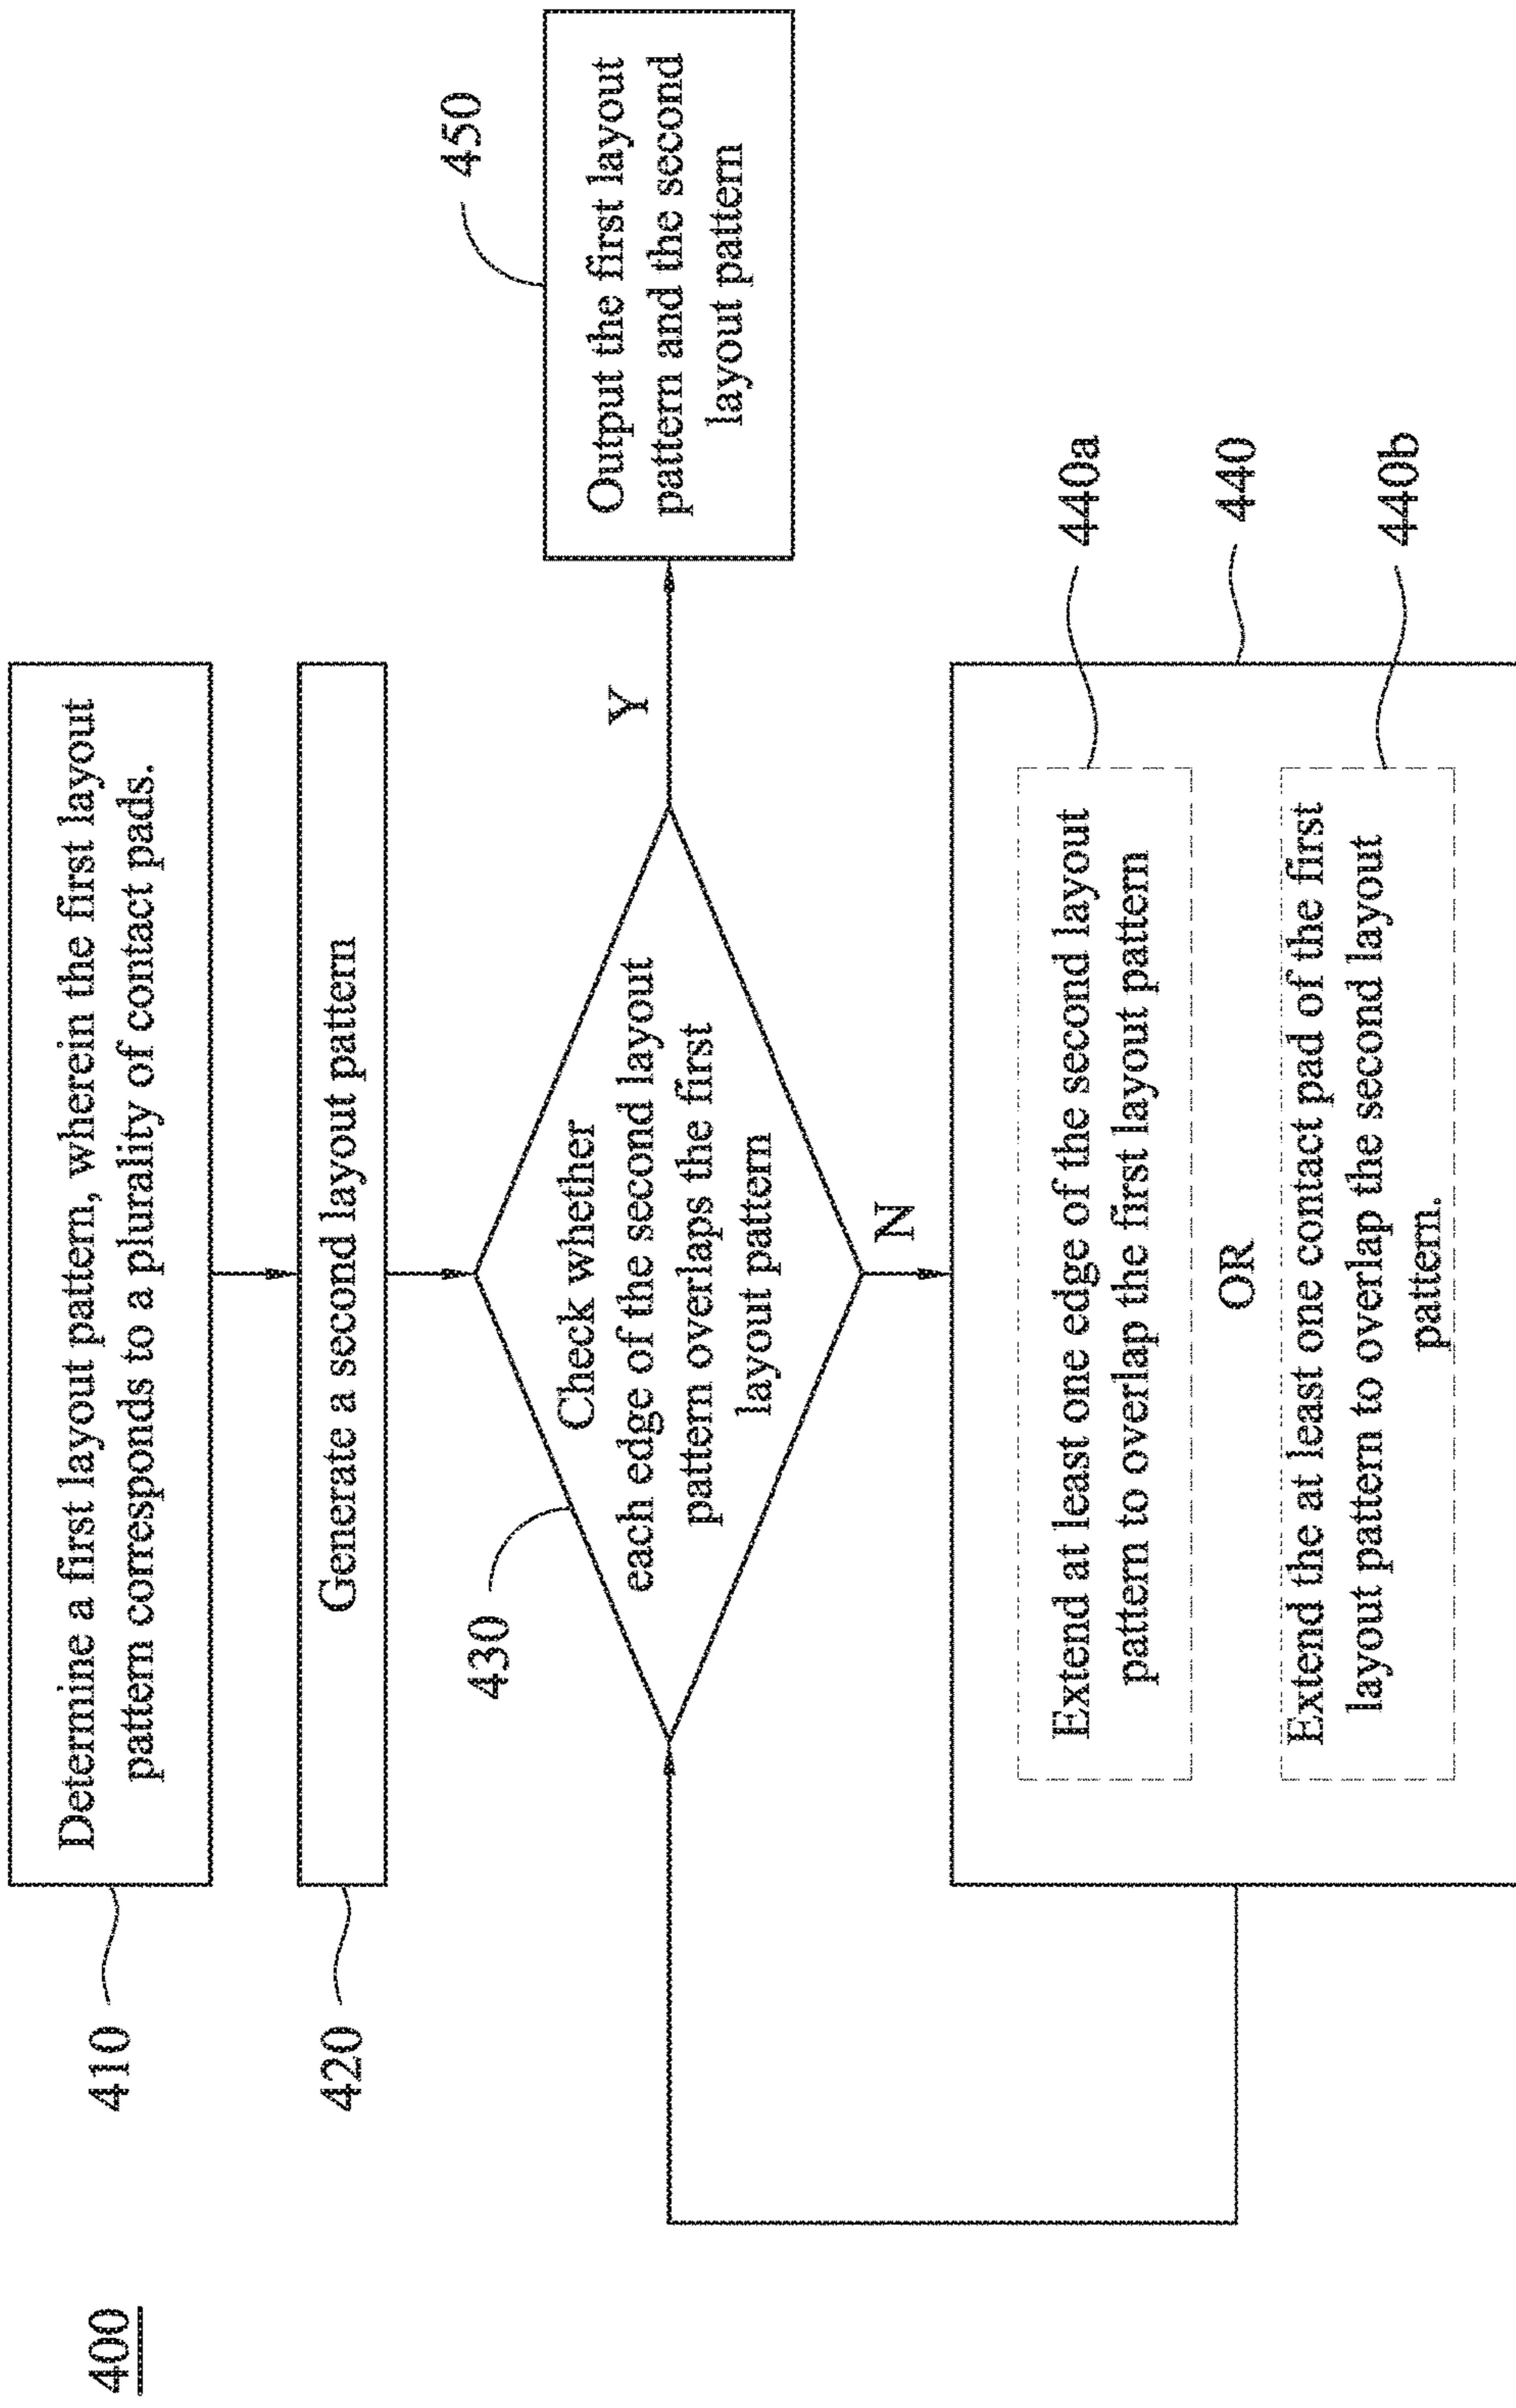 400
410
Determine a first layout pattern, wherein the first layout
pattern corresponds to a plurality of contact pads.
420
Generate a second layout pattern
430
Check whether
each edge of the second layout
pattern overlaps the first
layout pattern
Y
450
Output the first layout
pattern and the second
layout pattern
N
440a
Extend at least one edge of the second layout
pattern to overlap the first layout pattern
440
OR
440b
Extend the at least one contact pad of the first
layout pattern to overlap the second layout
pattern.